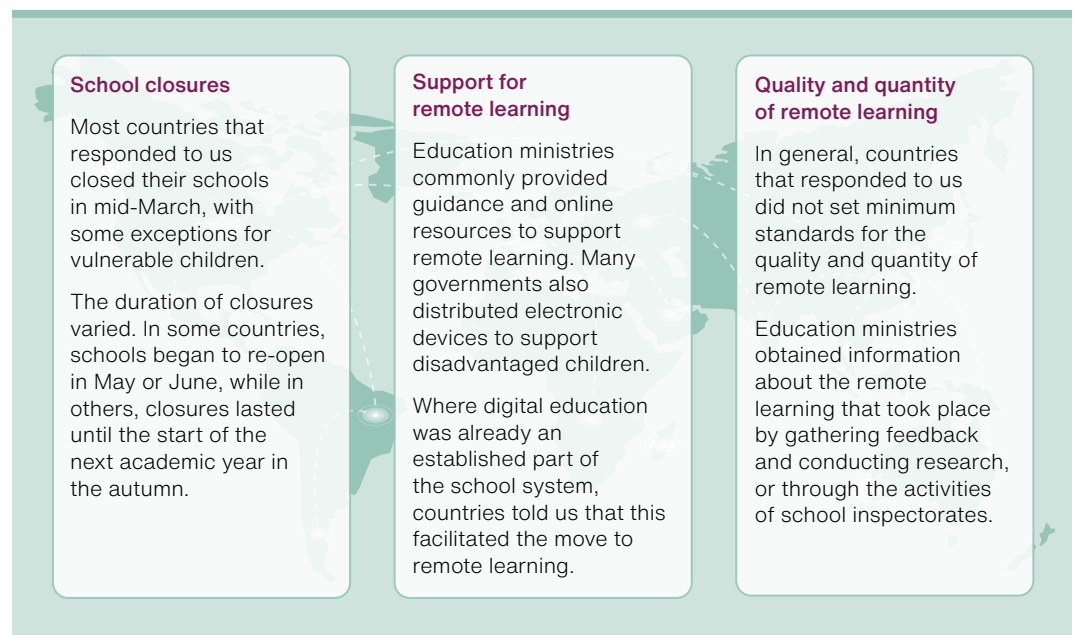 School closures
Most countries that
responded to us
closed their schools
in mid-March, with
some exceptions for
vulnerable children.
The duration of closures
varied. In some countries,
schools began to re-open
in May or June, while in
others, closures lasted
until the start of the
next academic year in
the autumn.
Support for
remote learning
Education ministries
commonly provided
guidance and online
resources to support
remote learning. Many
governments also
distributed electronic
devices to support
disadvantaged children.
Where digital education
was already an
established part of
the school system,
countries told us that this
facilitated the move to
remote learning.
Quality and quantity
of remote learning
In general, countries
that responded to us
did not set minimum
standards for the
quality and quantity of
remote learning.
Education ministries
obtained information
about the remote
learning that took place
by gathering feedback
and conducting research,
or through the activities
of school inspectorates.